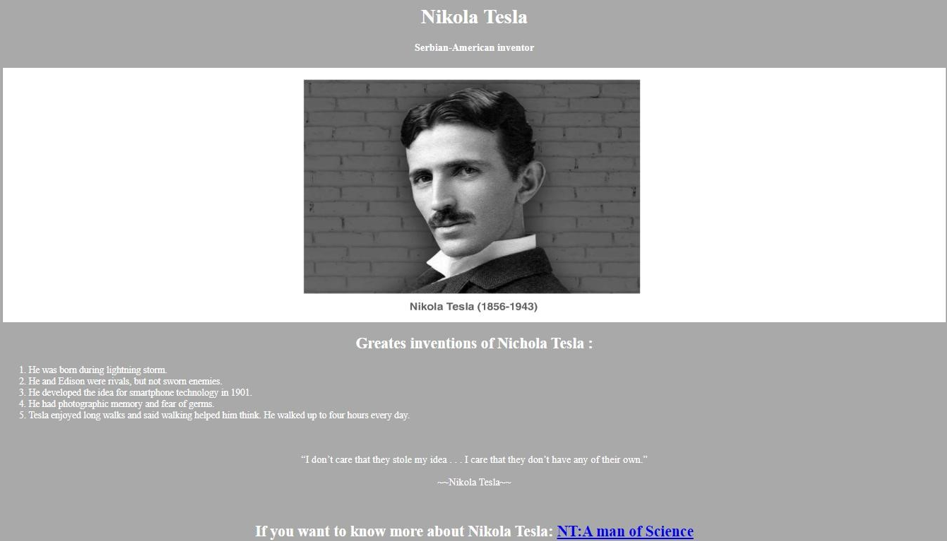 Nikola Tesla
Serbian-American inventor
Nikola Tesla (1856-1943)
Greates inventions of Nichola Tesla :
1. He was born during lightning storm.
2. He and Edison were rivals, but not sworn enemies.
3. He developed the idea for smartphone technology in 1901.
4. He had photographic memory and fear of germs.
5. Tesla enjoyed long walks and said walking helped him think. He walked up to four hours every day.
“I don’t care that they stole my idea . . . I care that they don’t have any of their own.”
~~Nikola Tesla~~
If you want to know more about Nikola Tesla: NT:A man of Science